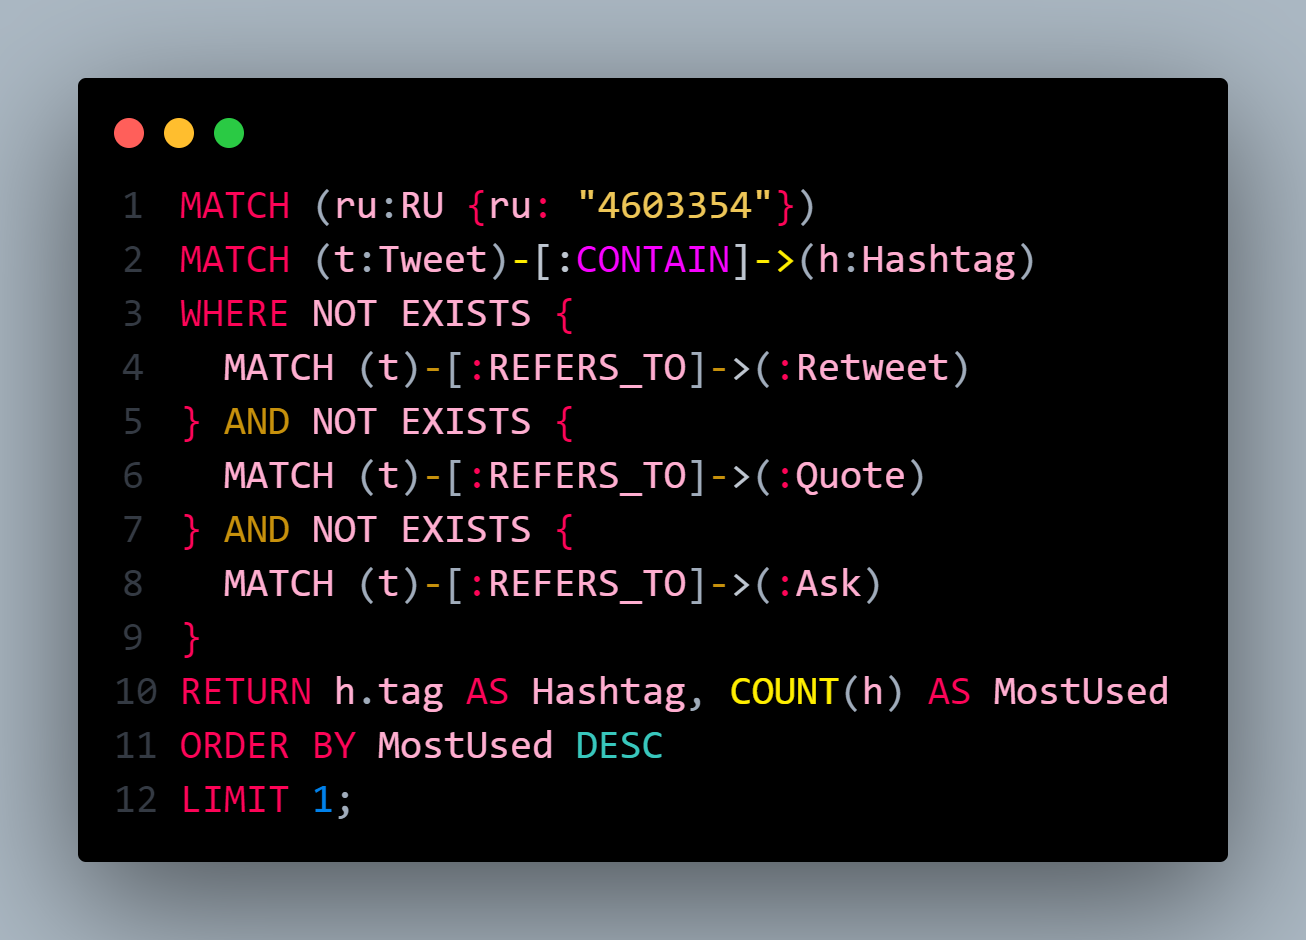 1 MATCH (ru:RU {ru: "4603354"})
2 MATCH (t:Tweet)-[:CONTAIN]->(h:Hashtag)
3 WHERE NOT EXISTS {
4   MATCH (t)-[:REFERS_TO]->(:Retweet)
5 } AND NOT EXISTS {
6   MATCH (t)-[:REFERS_TO]->(:Quote)
7 } AND NOT EXISTS {
8   MATCH (t)-[:REFERS_TO]->(:Ask)
9 }
10 RETURN h.tag AS Hashtag, COUNT(h) AS MostUsed
11 ORDER BY MostUsed DESC
12 LIMIT 1;